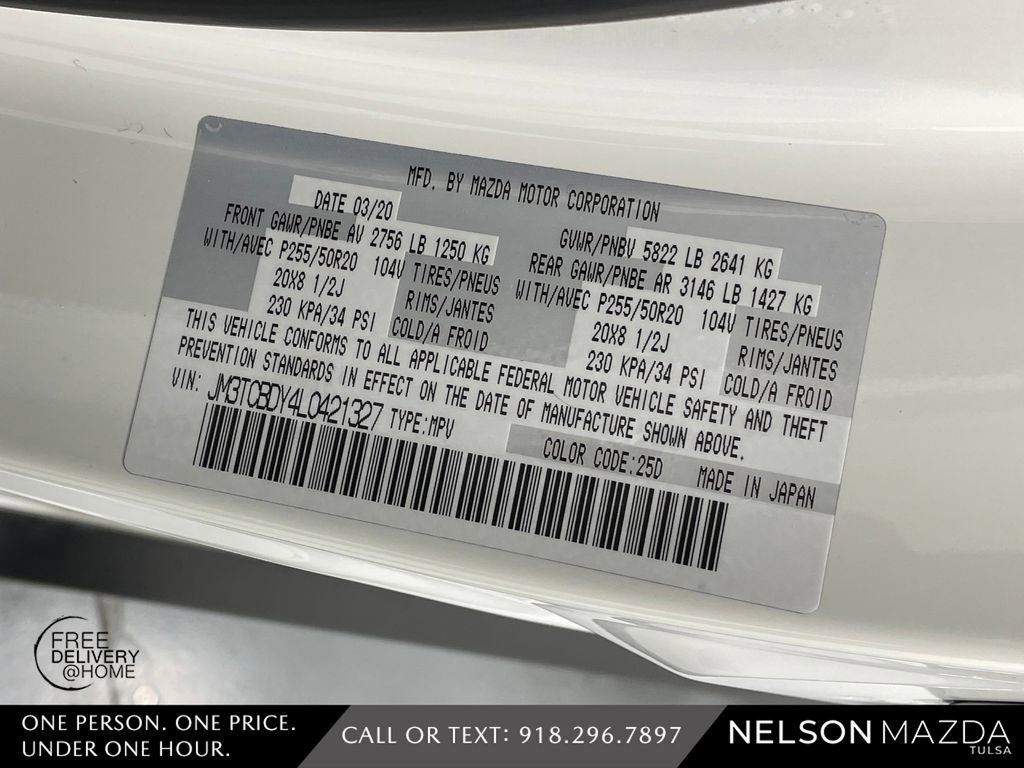 MFD. BY MAZDA MOTOR CORPORATION
DATE 03/20
GVWR/PNBV 5822 LB 2641 KG
FRONT GAWR/PNBE AV 2756 LB 1250 KG
REAR GAWR/PNBE AR 3146 LB 1427 KG
WITH/AVEC P255/50R20 104V TIRES/PNEUS
WITH/AVEC P255/50R20 104V TIRES/PNEUS
20X8 1/2J RIMS/JANTES
20X8 1/2J RIMS/JANTES
230 KPA/34 PSI COLD/A FROID
230 KPA/34 PSI COLD/A FROID
THIS VEHICLE CONFORMS TO ALL APPLICABLE FEDERAL MOTOR VEHICLE SAFETY AND THEFT
PREVENTION STANDARDS IN EFFECT ON THE DATE OF MANUFACTURE SHOWN ABOVE.
VIN: JM3TCBDY4L0421327 TYPE:MPV
COLOR CODE:25D MADE IN JAPAN
FREE
DELIVERY
@HOME
ONE PERSON. ONE PRICE.
UNDER ONE HOUR.
CALL OR TEXT: 918.296.7897
NELSON MAZDA
TULSA